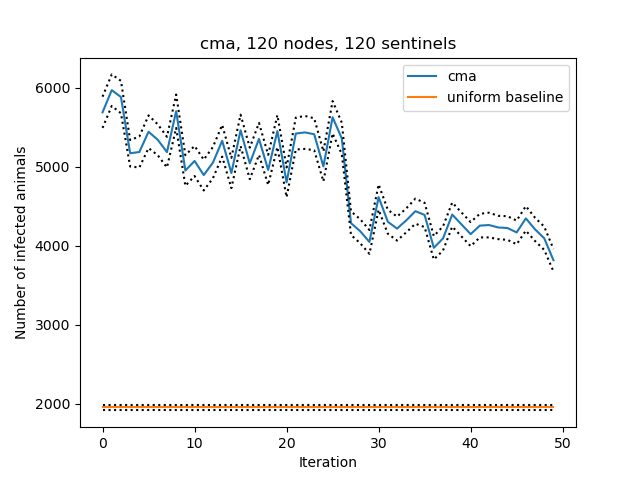 cma, 120 nodes, 120 sentinels
cma
uniform baseline
Number of infected animals
6000
5000
4000
3000
2000
0
10
20
30
40
50
Iteration